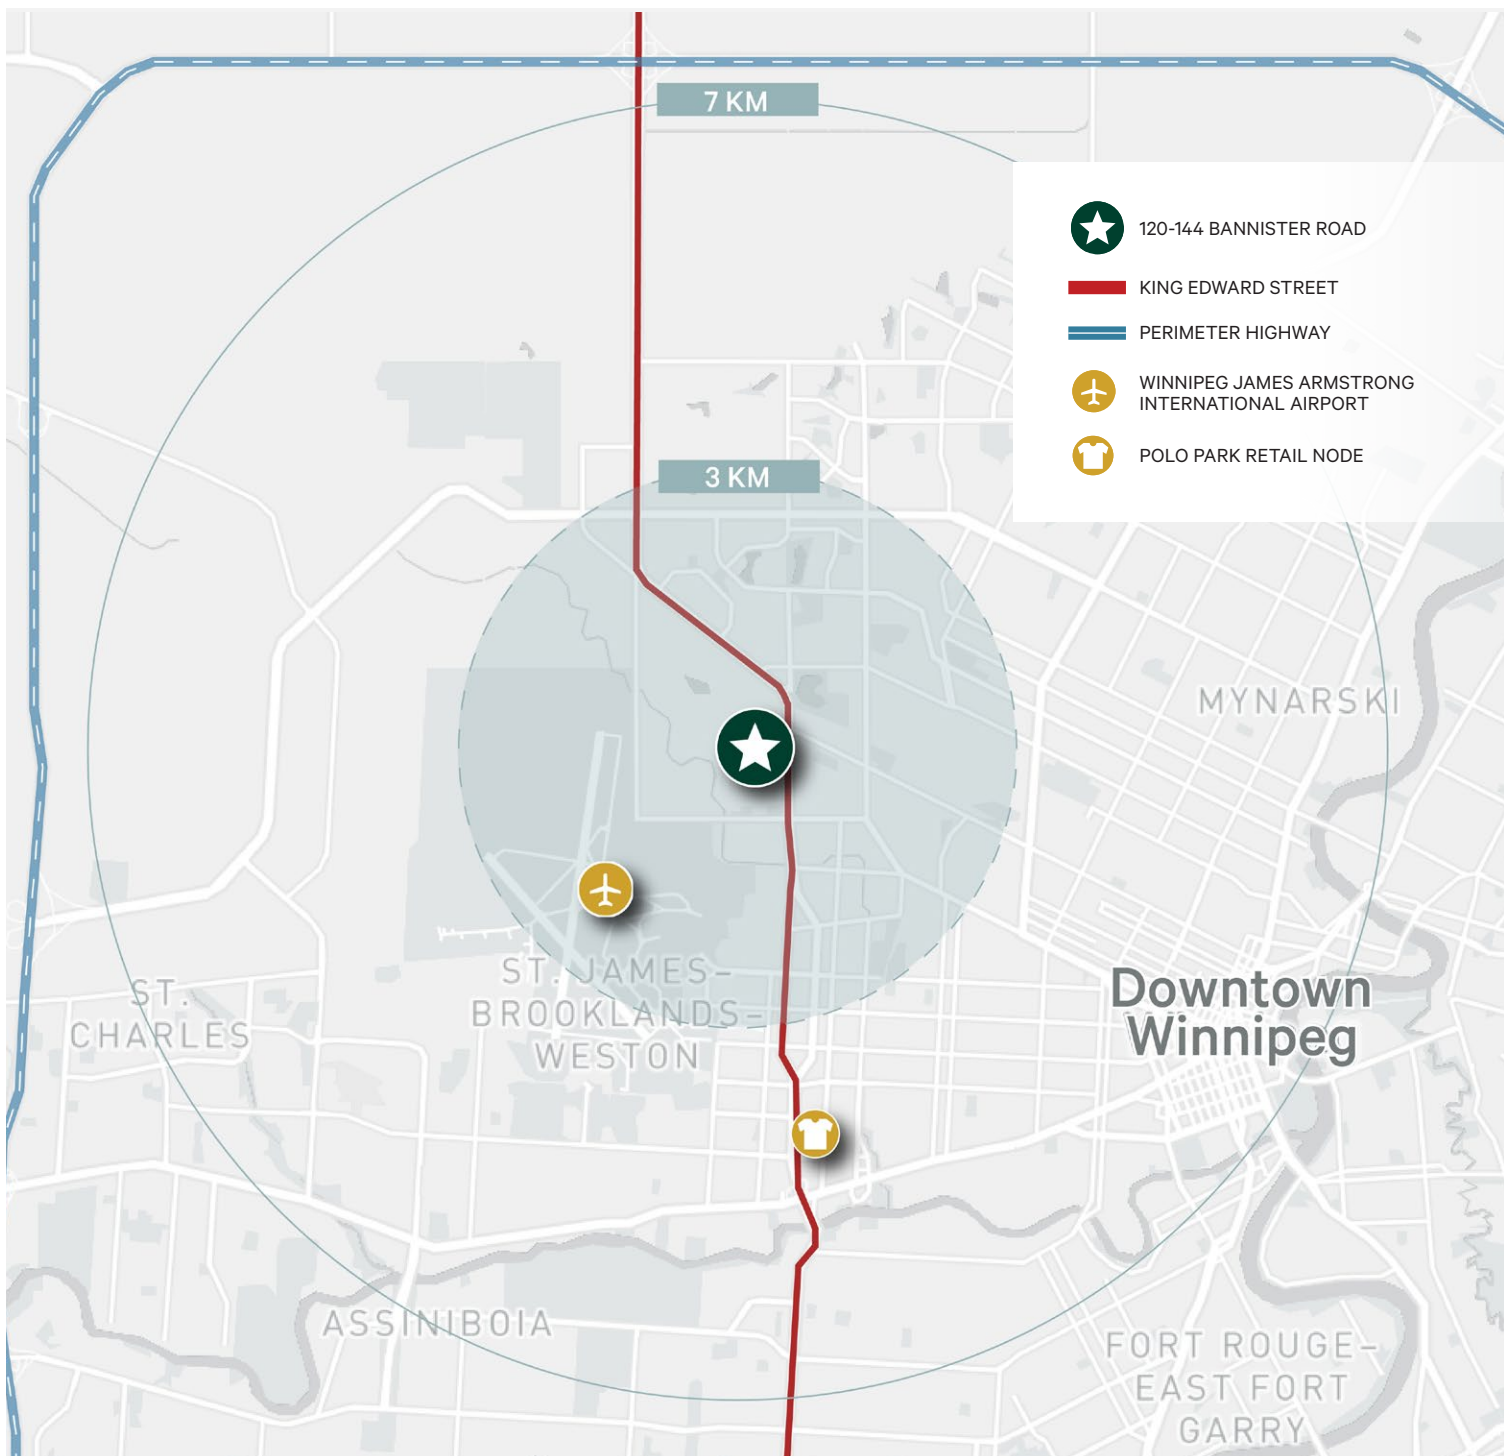 7 KM
120-144 BANNISTER ROAD
KING EDWARD STREET
PERIMETER HIGHWAY
WINNIPEG JAMES ARMSTRONG
INTERNATIONAL AIRPORT
POLO PARK RETAIL NODE
3 KM
MYNARSKI
ST. JAMES–
BROOKLANDS–
WESTON
ST.
CHARLES
Downtown
Winnipeg
ASSINIBOIA
FORT ROUGE–
EAST FORT
GARRY